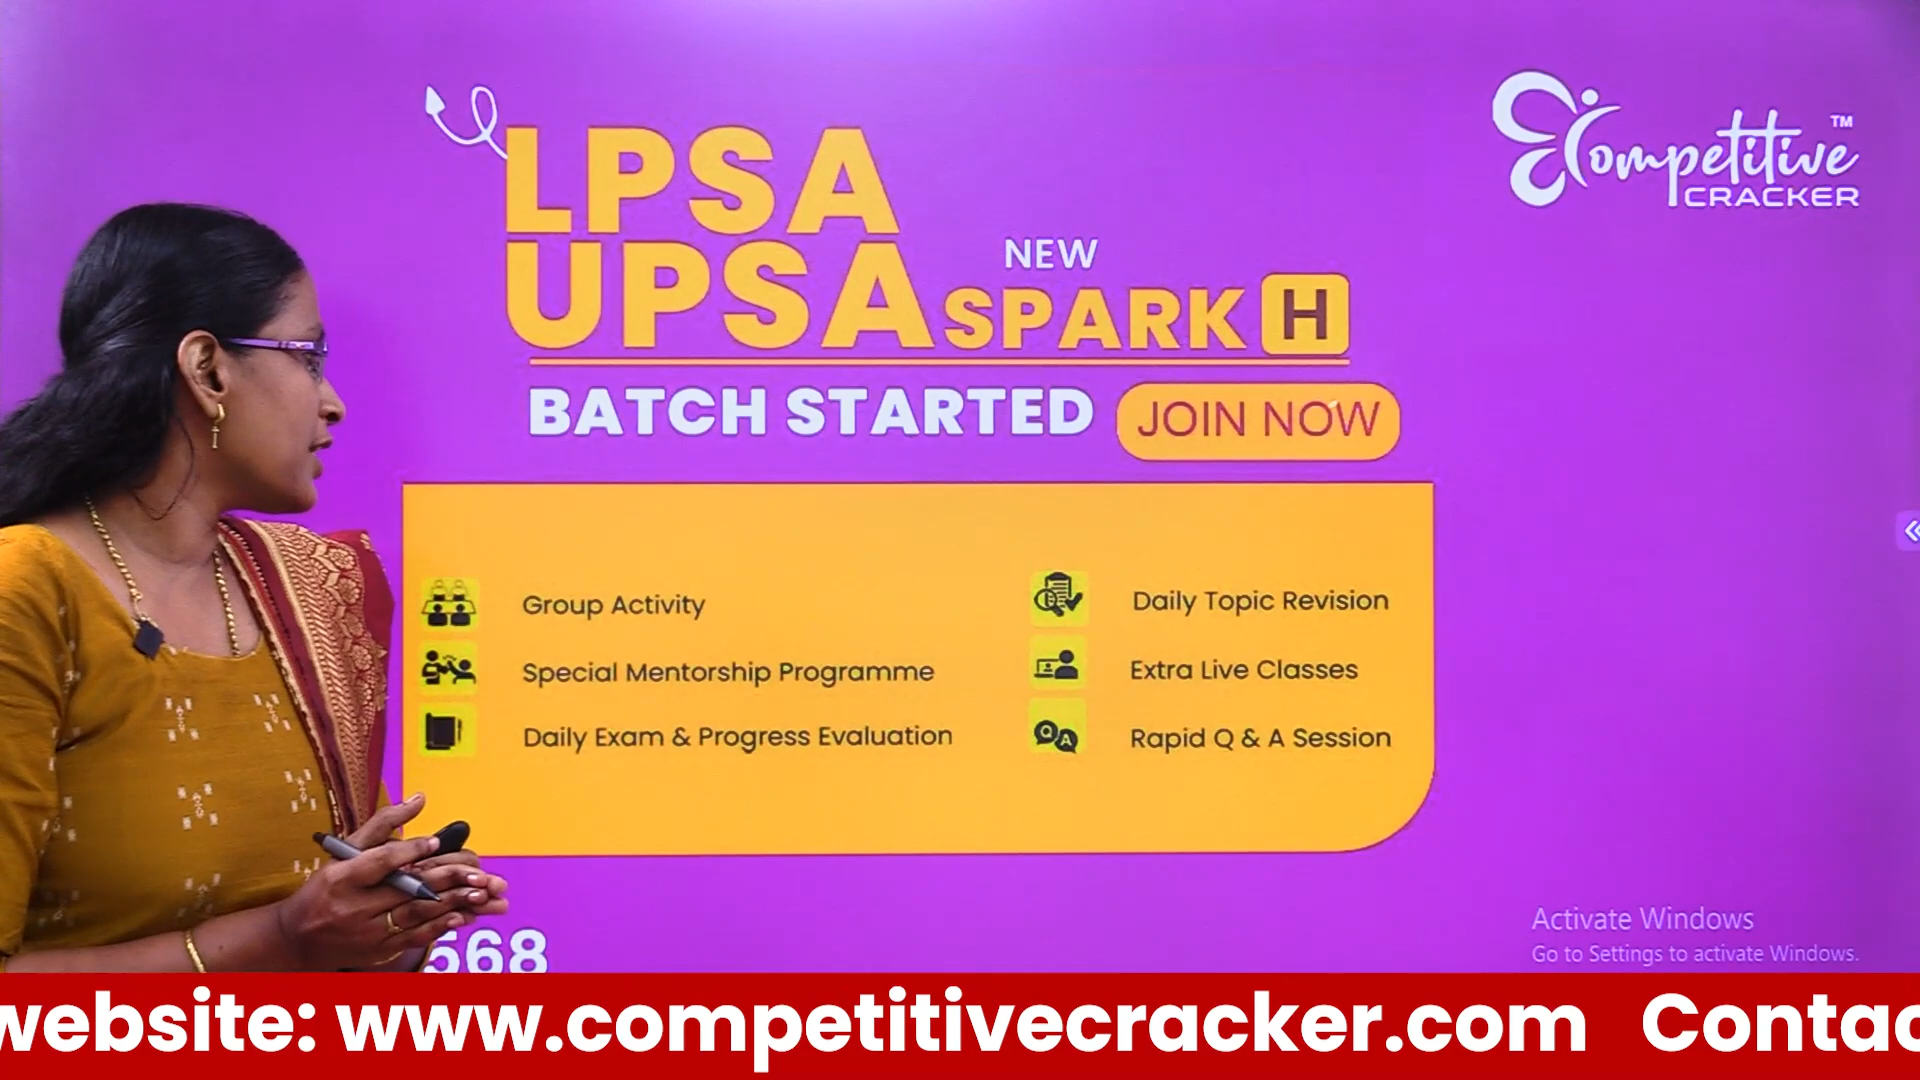 LPSA
UPSA
NEW
SPARK H
BATCH STARTED
JOIN NOW
Competitive TM
CRACKER
Group Activity
Special Mentorship Programme
Daily Exam & Progress Evaluation
Daily Topic Revision
Extra Live Classes
Rapid Q & A Session
568
Activate Windows
Go to Settings to activate Windows.
website: www.competitivecracker.com Contac